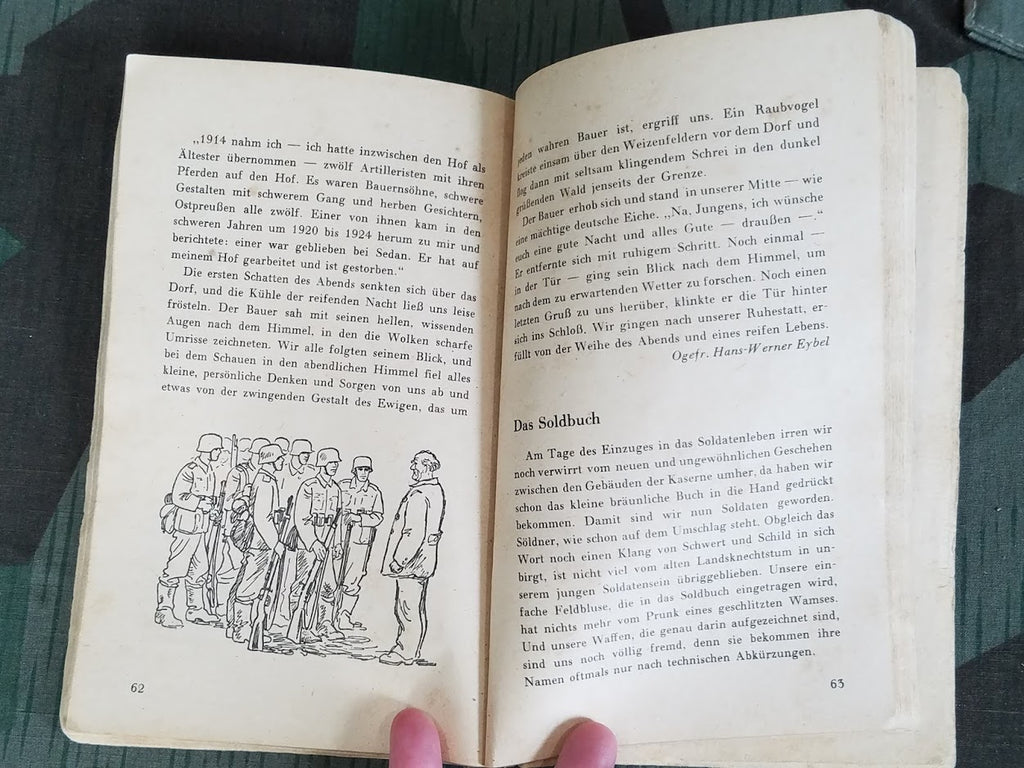 „1914 nahm ich — ich hatte inzwischen den Hof als
Ältester übernommen — zwölf Artilleristen mit ihren
Pferden auf den Hof. Es waren Bauernsöhne, schwere
Gestalten mit schwerem Gang und herben Gesichtern,
Ostpreußen alle zwölf. Einer von ihnen kam in den
schweren Jahren um 1920 bis 1924 herum zu mir und
berichtete: einer war geblieben bei Sedan. Er hat auf
meinem Hof gearbeitet und ist gestorben.“
Die ersten Schatten des Abends senkten sich über das
Dorf, und die Kühle der reifenden Nacht ließ uns leise
frösteln. Der Bauer sah mit seinen hellen, wissenden
Augen nach dem Himmel, in den die Wolken scharfe
Umrisse zeichneten. Wir alle folgten seinem Blick, und
bei dem Schauen in den abendlichen Himmel fiel alles
kleine, persönliche Denken und Sorgen von uns ab und
etwas von der zwingenden Gestalt des Ewigen, das um
62
jeden wahren Bauer ist, ergriff uns. Ein Raubvogel
kreiste einsam über den Weizenfeldern vor dem Dorf und
flog dann mit seltsam klingendem Schrei in den dunkel
grüßenden Wald jenseits der Grenze.
Der Bauer erhob sich und stand in unserer Mitte — wie
eine mächtige deutsche Eiche. „Na, Jungens, ich wünsche
euch eine gute Nacht und alles Gute — draußen —.“
Er entfernte sich mit ruhigem Schritt. Noch einmal —
in der Tür — ging sein Blick nach dem Himmel, um
nach dem zu erwartenden Wetter zu forschen. Noch einen
letzten Gruß zu uns herüber, klinkte er die Tür hinter
sich ins Schloß. Wir gingen nach unserer Ruhestatt, er-
füllt von der Weihe des Abends und eines reifen Lebens.
Ogefr. Hans-Werner Eybel
Das Soldbuch
Am Tage des Einzuges in das Soldatenleben irren wir
noch verwirrt vom neuen und ungewöhnlichen Geschehen
zwischen den Gebäuden der Kaserne umher, da haben wir
schon das kleine bräunliche Buch in die Hand gedrückt
bekommen. Damit sind wir nun Soldaten geworden.
Söldner, wie schon auf dem Umschlag steht. Obgleich das
Wort noch einen Klang von Schwert und Schild in sich
birgt, ist nicht viel vom alten Landsknechtstum in un-
serem jungen Soldatensein übriggeblieben. Unsere ein-
fache Feldbluse, die in das Soldbuch eingetragen wird,
hat nichts mehr vom Prunk eines geschlitzten Wamses.
Und unsere Waffen, die genau darin aufgezeichnet sind,
sind uns noch völlig fremd, denn sie bekommen ihre
Namen oftmals nur nach technischen Abkürzungen.
63